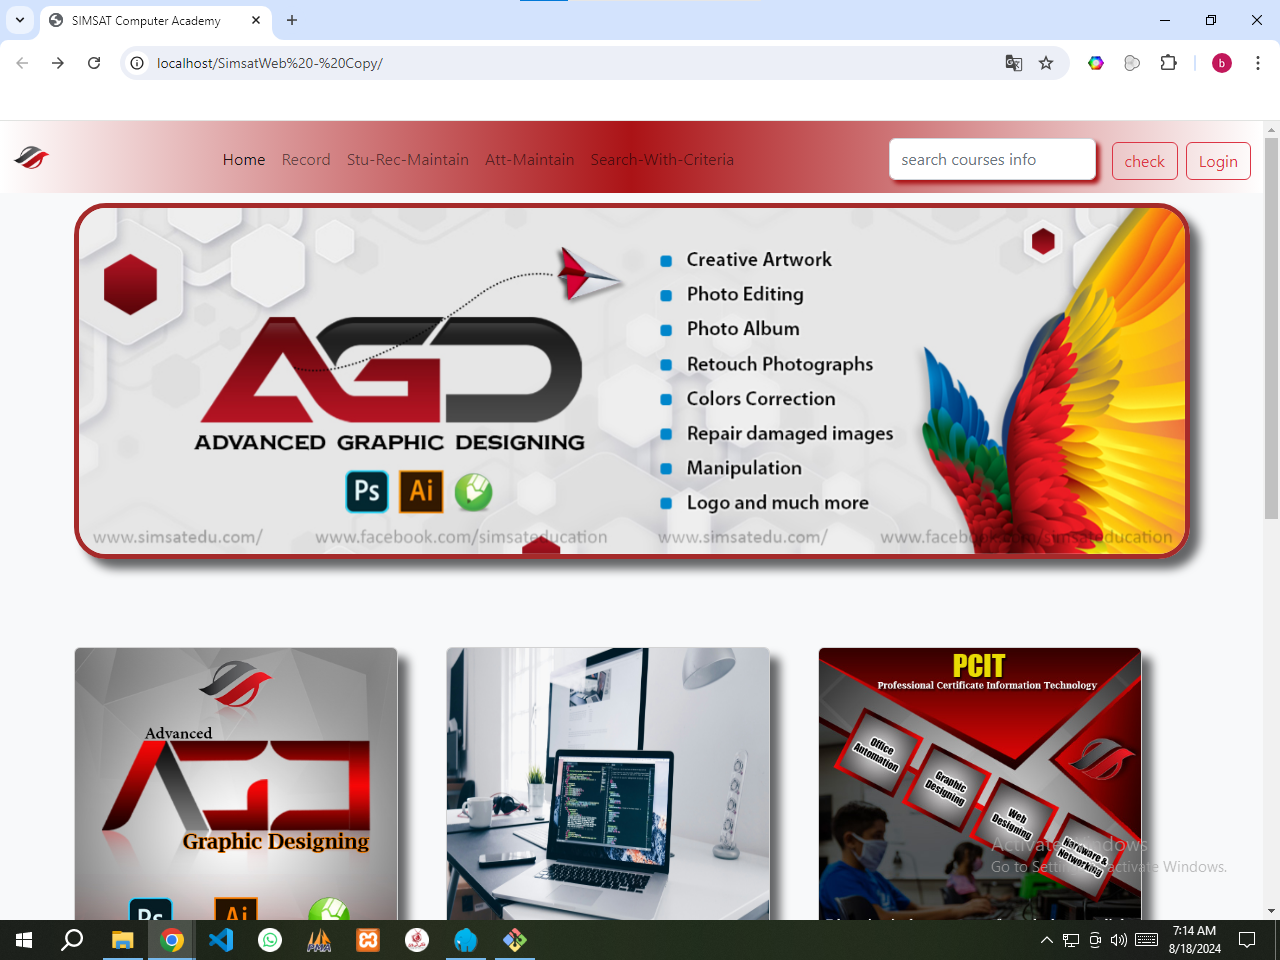 SIMSAT Computer Academy
localhost/SimsatWeb%20-%20Copy/
b
Home Record Stu-Rec-Maintain Att-Maintain Search-With-Criteria
search courses info
check
Login
Creative Artwork
Photo Editing
Photo Album
Retouch Photographs
Colors Correction
Repair damaged images
Manipulation
Logo and much more
AGD
ADVANCED GRAPHIC DESIGNING
Ps Ai
www.simsatedu.com/ www.facebook.com/simsateducation www.simsatedu.com/ www.facebook.com/simsateducation
Advanced
AGD
Graphic Designing
Ps Ai
PCIT
Professional Certificate Information Technology
Office
Automation
Graphic
Designing
Web
Designing
Hardware &
Networking
Activate Windows
Go to Settings to activate Windows.
PMA
7:14 AM
8/18/2024